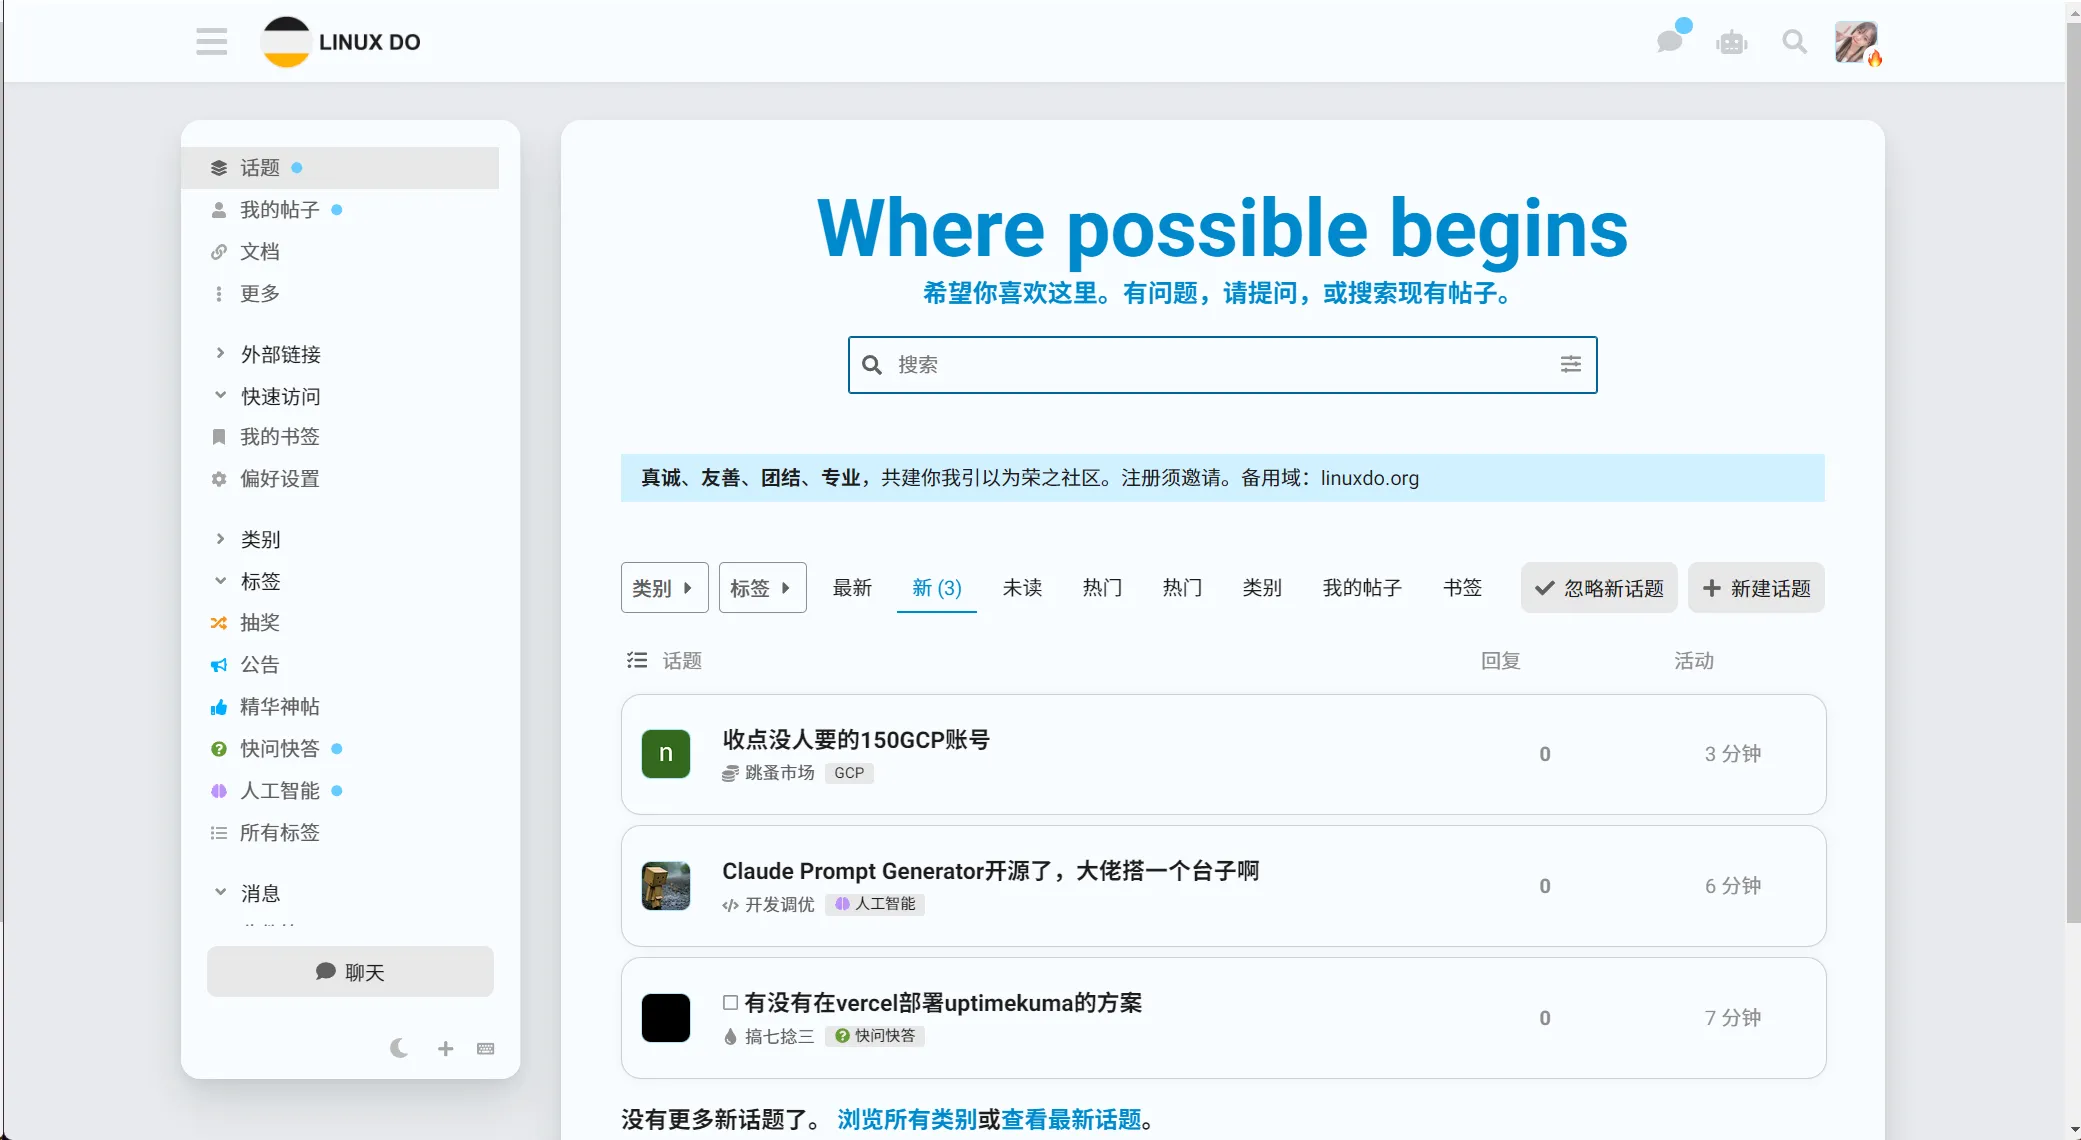 LINUX DO
话题
我的帖子
文档
更多
外部链接
快速访问
我的书签
偏好设置
类别
标签
抽奖
公告
精华神帖
快问快答
人工智能
所有标签
消息
聊天
Where possible begins
希望你喜欢这里。有问题，请提问，或搜索现有帖子。
搜索
真诚、友善、团结、专业，共建你我引以为荣之社区。注册须邀请。备用域：linuxdo.org
类别 标签 最新 新 (3) 未读 热门 热门 类别 我的帖子 书签 忽略新话题 新建话题
话题 回复 活动
n
收点没人要的150GCP账号 0 3 分钟
跳蚤市场 GCP
Claude Prompt Generator开源了，大佬搭一个台子啊 0 6 分钟
开发调优 人工智能
有没有在vercel部署uptimekuma的方案 0 7 分钟
搞七捻三 快问快答
没有更多新话题了。 浏览所有类别或查看最新话题。